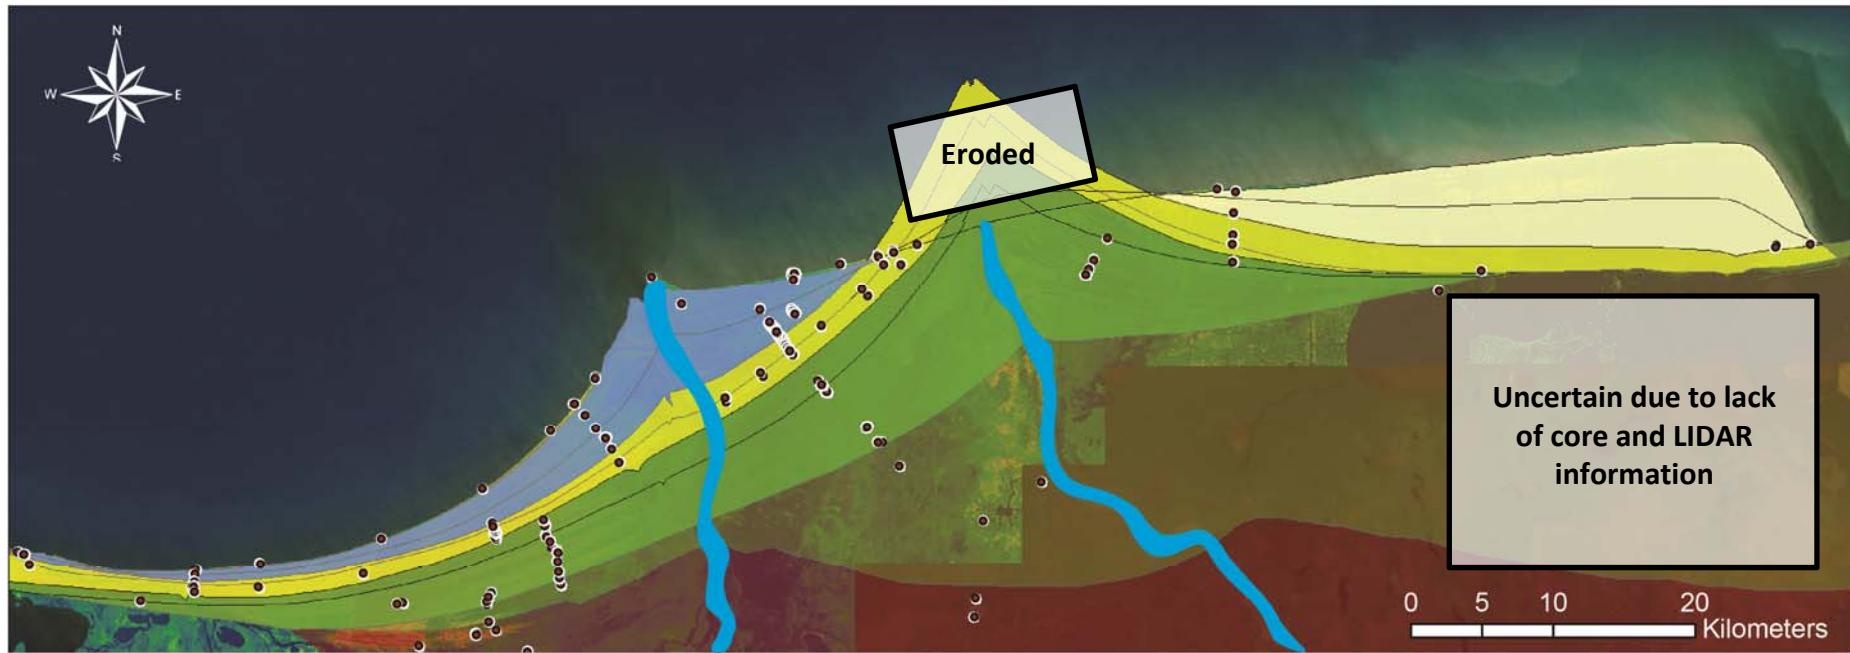 N
W E
S
Eroded
Uncertain due to lack
of core and LIDAR
information
0 5 10 20
Kilometers